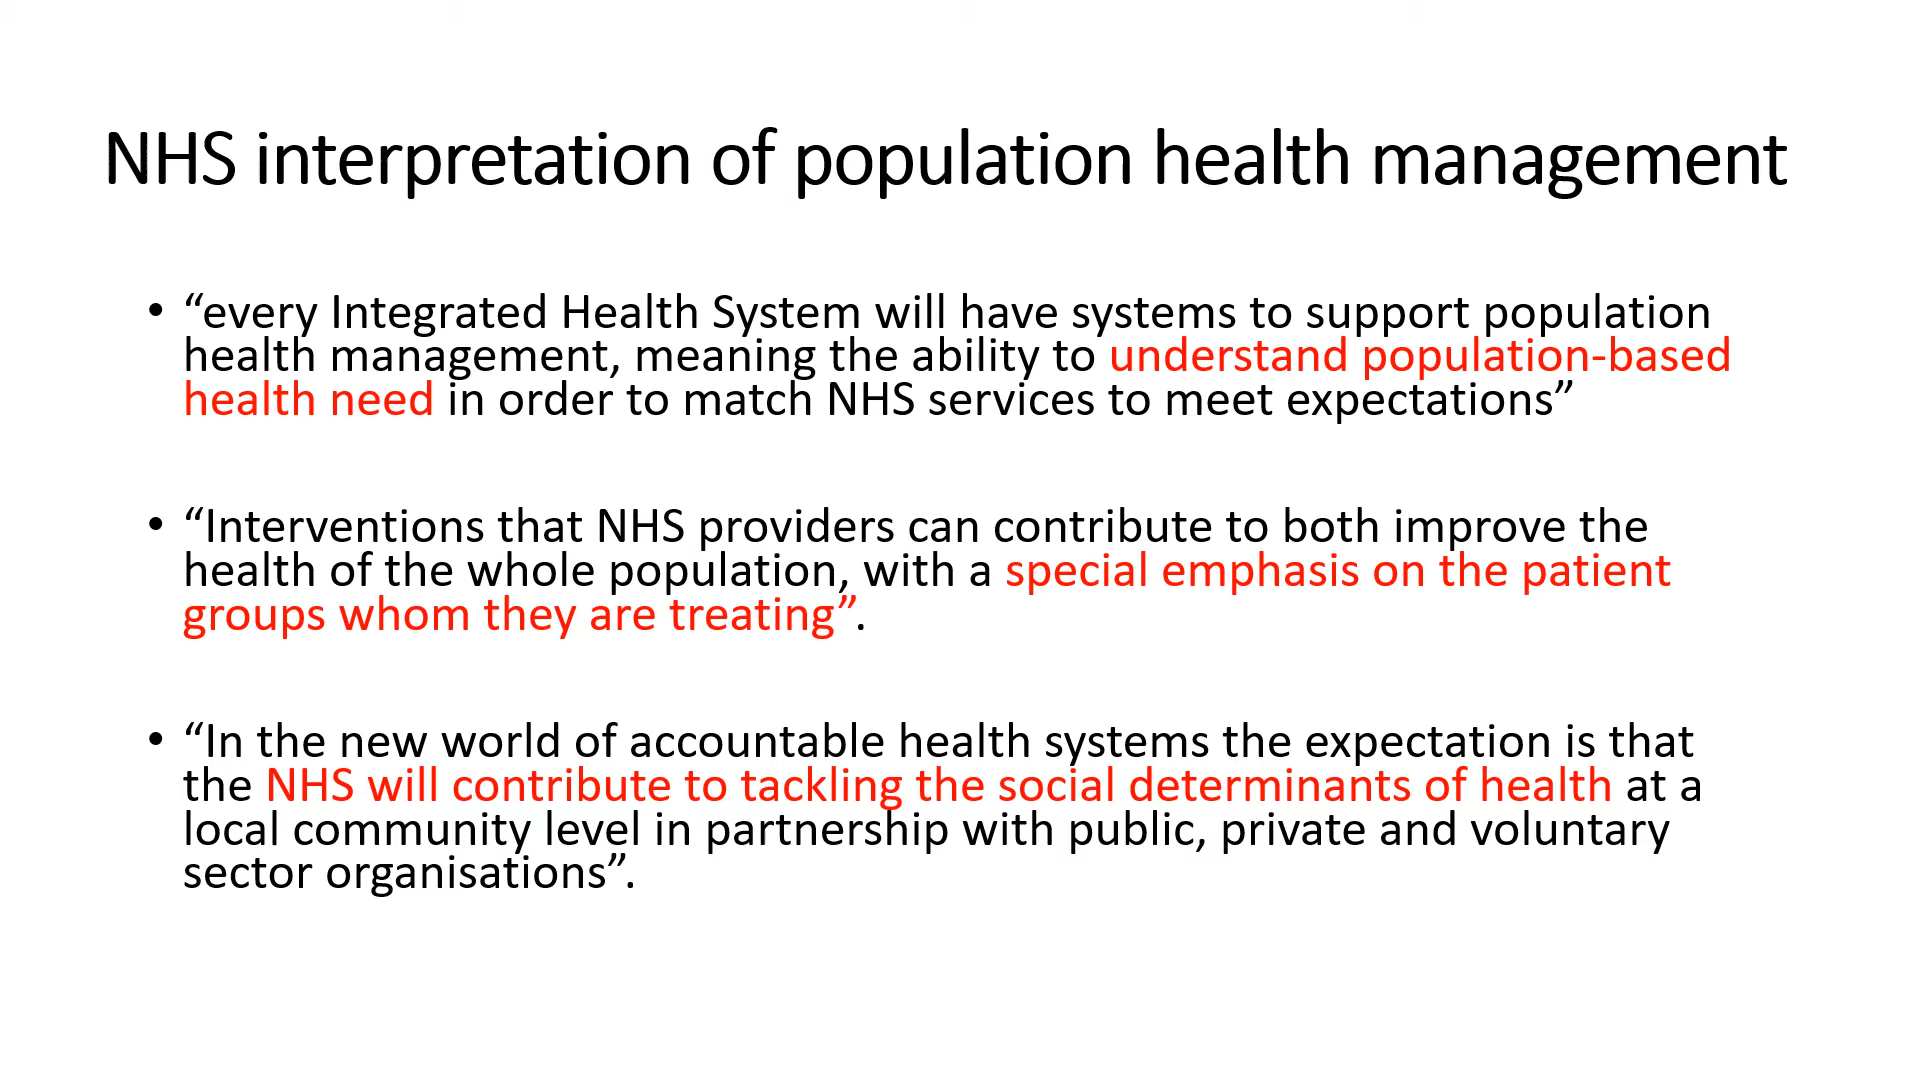 NHS interpretation of population health management
• “every Integrated Health System will have systems to support population
health management, meaning the ability to understand population-based
health need in order to match NHS services to meet expectations”
• “Interventions that NHS providers can contribute to both improve the
health of the whole population, with a special emphasis on the patient
groups whom they are treating”.
• “In the new world of accountable health systems the expectation is that
the NHS will contribute to tackling the social determinants of health at a
local community level in partnership with public, private and voluntary
sector organisations”.